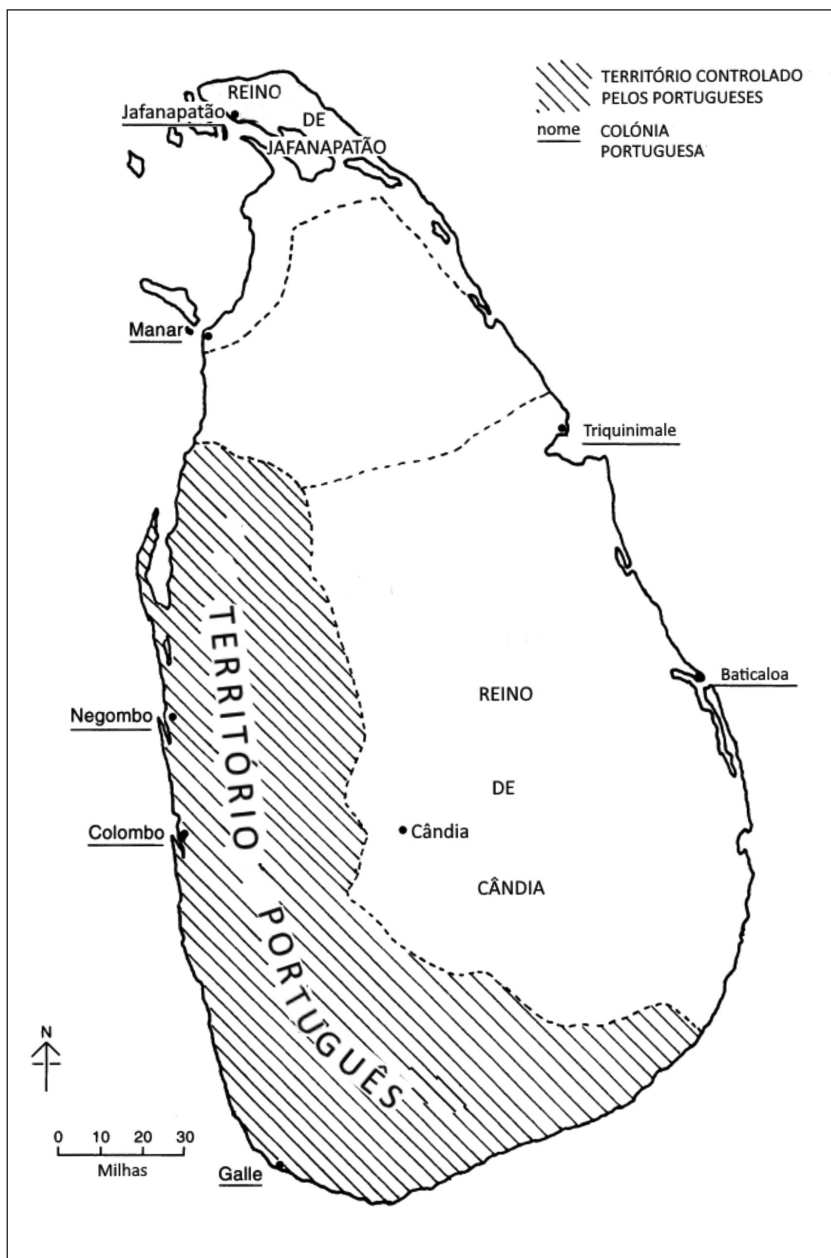 REINO
DE
JAFANAPATÃO
Jafanapatão
TERRITÓRIO CONTROLADO
PELOS PORTUGUESES
nome COLÓNIA
PORTUGUESA
Manar
Triquinimale
TERRITÓRIO
PORTUGUÊS
REINO
DE
CÂNDIA
Baticaloa
Negombo
Colombo
Cândia
N
0 10 20 30
Milhas
Galle